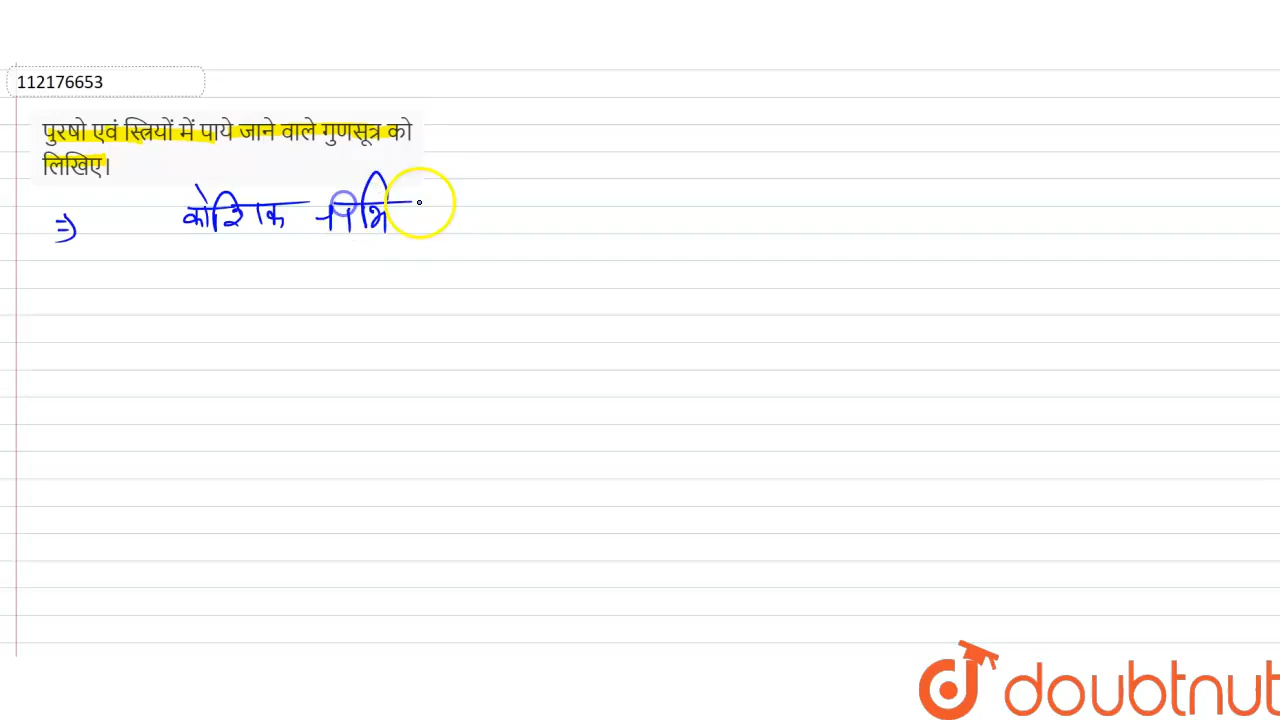 112176653
पुरषो एवं स्त्रियों में पाये जाने वाले गुणसूत्र को
लिखिए।
⇒
doubtnut